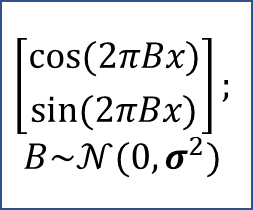 [cos(2πBx)
sin(2πBx)] ;
B~𝒩(0, 𝝈²)